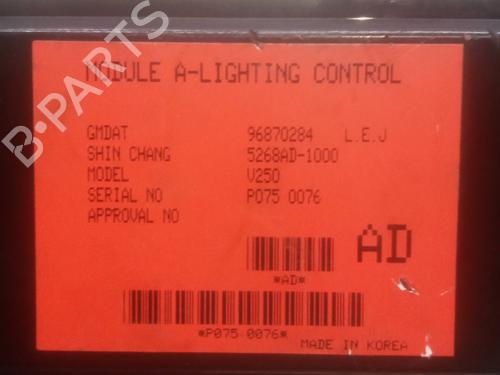 B-PARTS
MODULE A-LIGHTING CONTROL
GMDAT 96870284 L.E.J
SHIN CHANG 5268AD-1000
MODEL V250
SERIAL NO P075 0076
APPROVAL NO
AD
*AD*
*P075 0076*
MADE IN KOREA